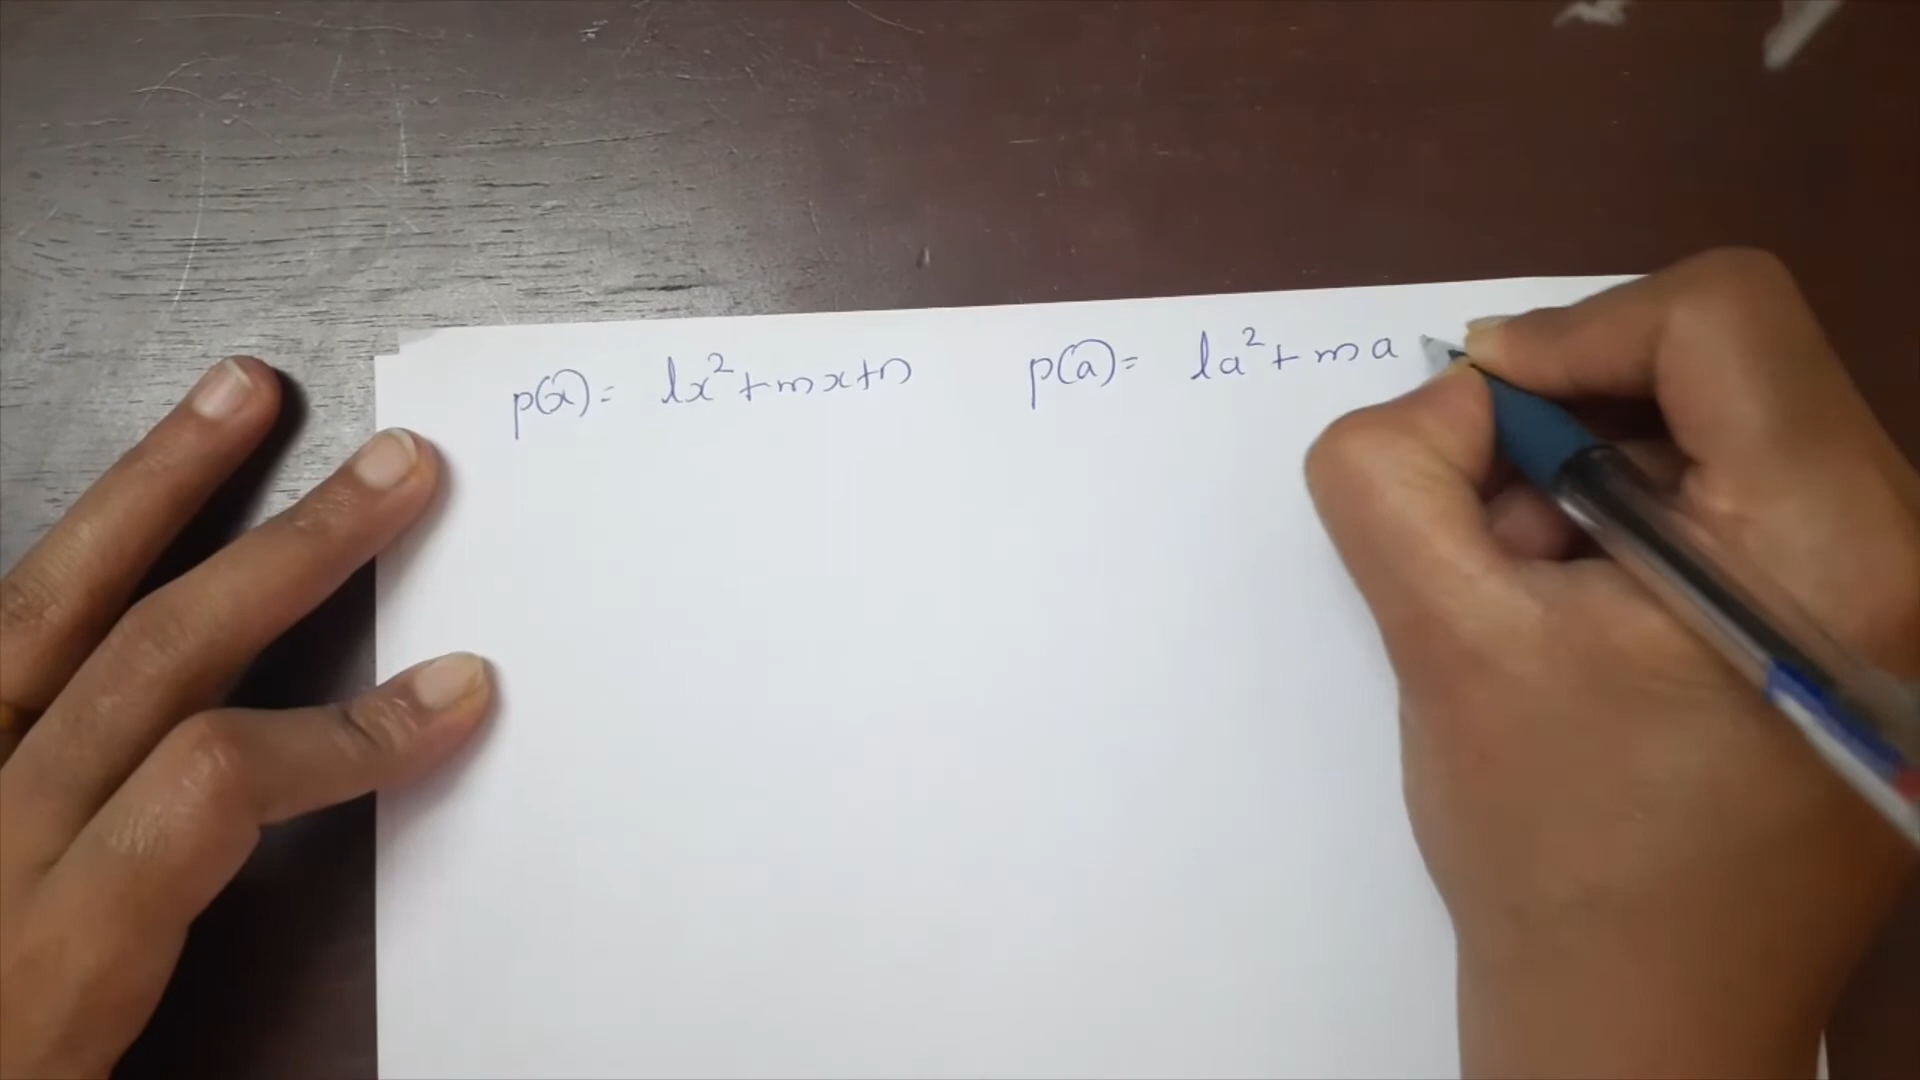 p(x) = lx² + mx + n p(a) = la² + ma